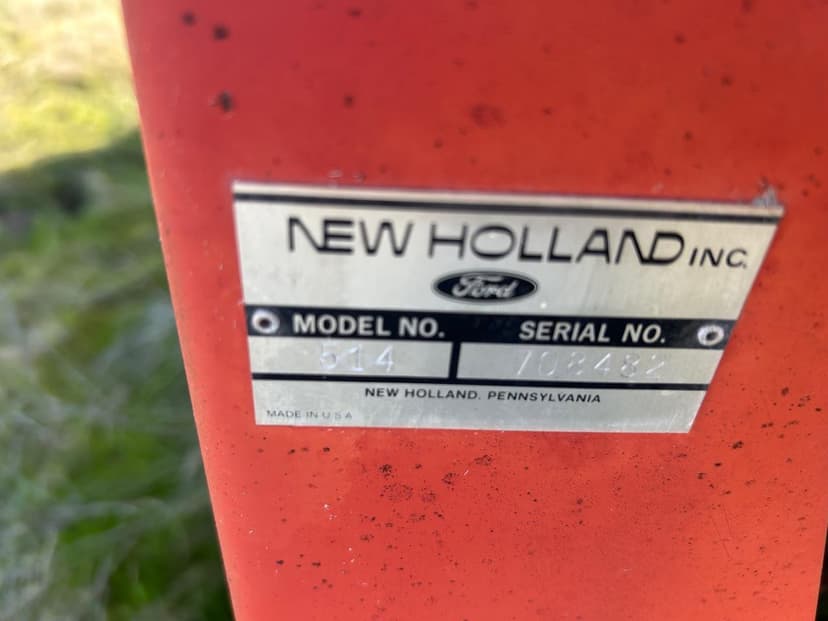 NEW HOLLAND INC.
Ford
MODEL NO. SERIAL NO.
514 708482
NEW HOLLAND, PENNSYLVANIA
MADE IN U S A